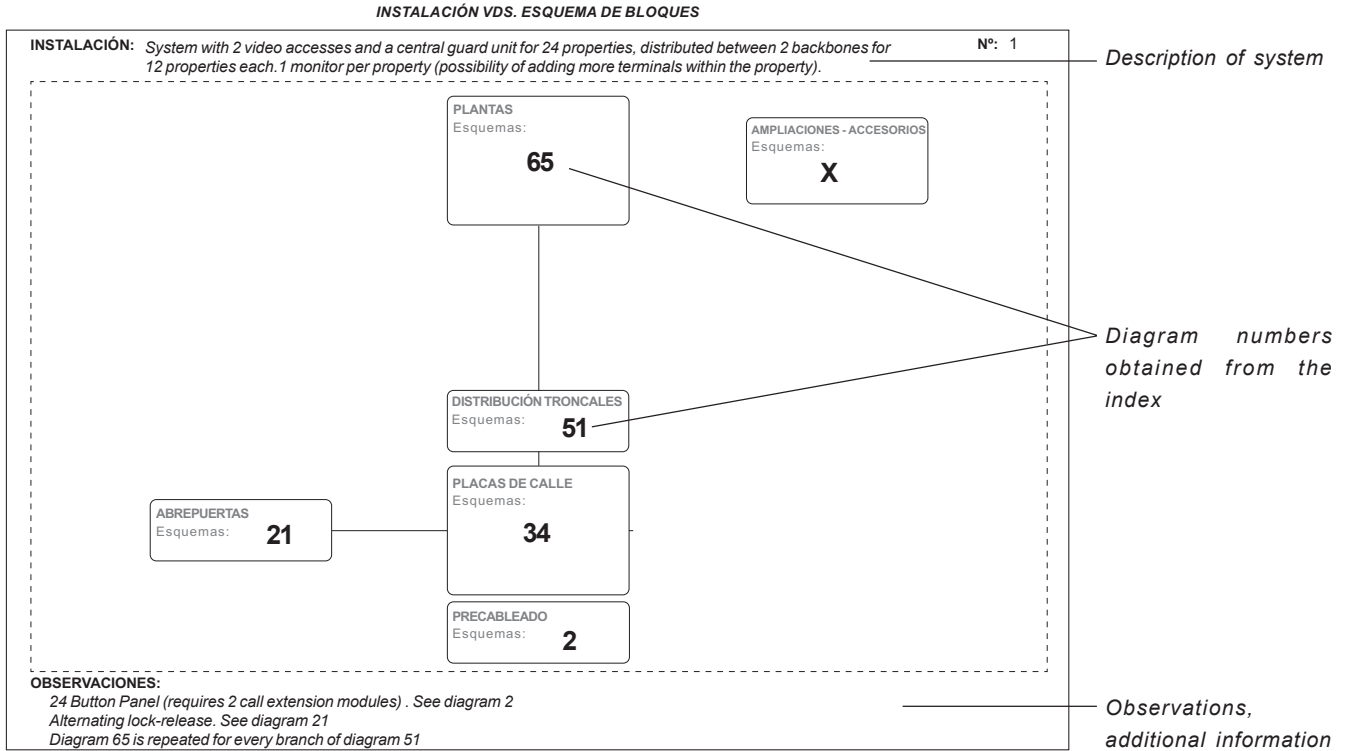 INSTALACIÓN VDS. ESQUEMA DE BLOQUES
INSTALACIÓN: System with 2 video accesses and a central guard unit for 24 properties, distributed between 2 backbones for
12 properties each.1 monitor per property (possibility of adding more terminals within the property).
Nº: 1
Description of system
PLANTAS
Esquemas:
65
AMPLIACIONES - ACCESORIOS
Esquemas:
X
Diagram numbers
obtained from the
index
DISTRIBUCIÓN TRONCALES
Esquemas:
51
PLACAS DE CALLE
Esquemas:
34
ABREPUERTAS
Esquemas:
21
PRECABLEADO
Esquemas:
2
OBSERVACIONES:
24 Button Panel (requires 2 call extension modules) . See diagram 2
Alternating lock-release. See diagram 21
Diagram 65 is repeated for every branch of diagram 51
Observations,
additional information